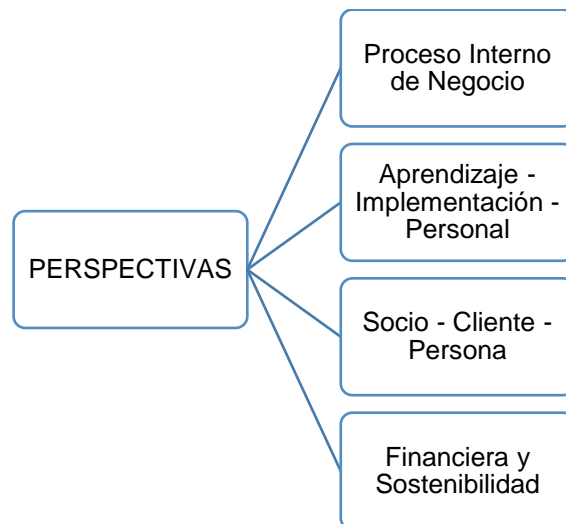 Proceso Interno
de Negocio
Aprendizaje -
Implementación -
Personal
PERSPECTIVAS
Socio - Cliente -
Persona
Financiera y
Sostenibilidad